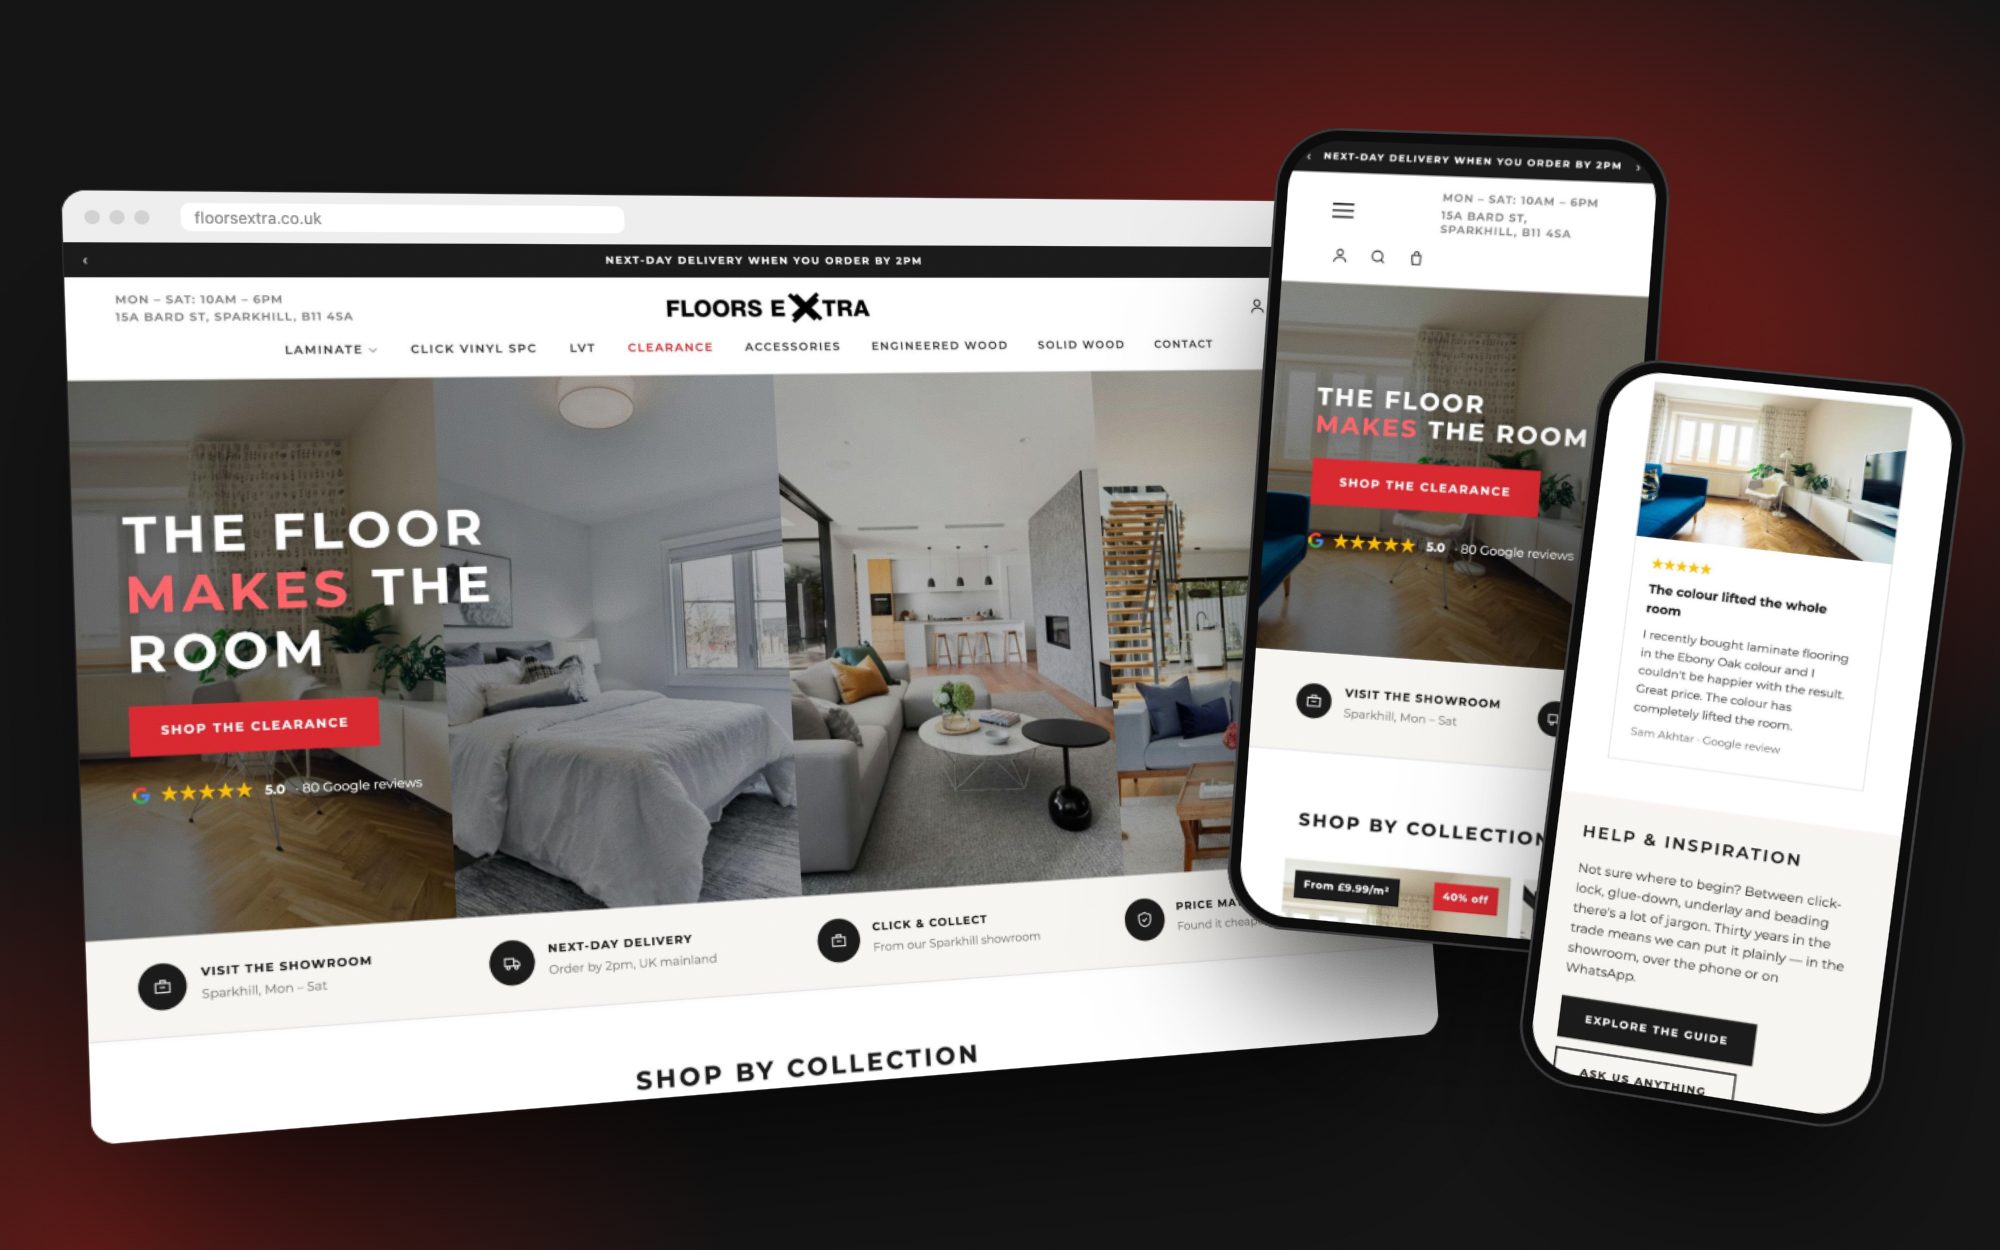 floorsextra.co.uk
NEXT-DAY DELIVERY WHEN YOU ORDER BY 2PM
MON – SAT: 10AM – 6PM
15A BARD ST, SPARKHILL, B11 4SA
FLOORS EXTRA
LAMINATE CLICK VINYL SPC LVT CLEARANCE ACCESSORIES ENGINEERED WOOD SOLID WOOD CONTACT
THE FLOOR
MAKES THE
ROOM
SHOP THE CLEARANCE
5.0 · 80 Google reviews
VISIT THE SHOWROOM
Sparkhill, Mon – Sat
NEXT-DAY DELIVERY
Order by 2pm, UK mainland
CLICK & COLLECT
From our Sparkhill showroom
PRICE
Found it
SHOP BY COLLECTION
NEXT-DAY DELIVERY WHEN YOU ORDER BY 2PM
MON – SAT: 10AM – 6PM
15A BARD ST,
SPARKHILL, B11 4SA
THE FLOOR
MAKES THE ROOM
SHOP THE CLEARANCE
5.0 · 80 Google reviews
VISIT THE SHOWROOM
Sparkhill, Mon – Sat
SHOP BY COLLECTION
From £9.99/m²
40% off
The colour lifted the whole
room
I recently bought laminate flooring
in the Ebony Oak colour and I
couldn't be happier with the result.
Great price. The colour has
completely lifted the room.
Sam Akhtar · Google review
HELP & INSPIRATION
Not sure where to begin? Between click-
lock, glue-down, underlay and beading
there's a lot of jargon. Thirty years in the
trade means we can put it plainly — in the
showroom, over the phone or on
WhatsApp.
EXPLORE THE GUIDE
ASK US ANYTHING